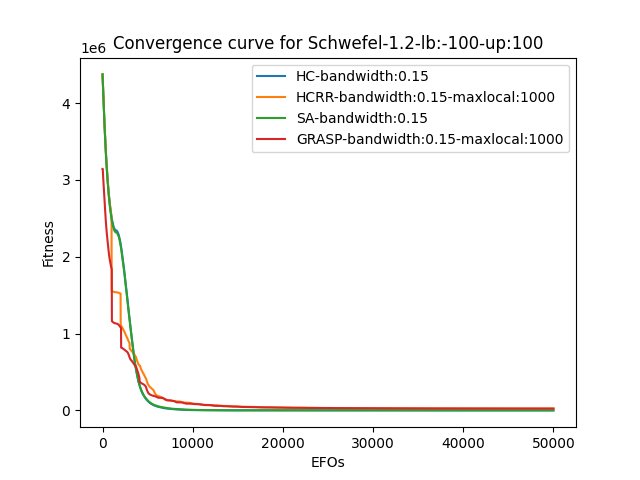 Convergence curve for Schwefel-1.2-lb:-100-up:100
1e6
HC-bandwidth:0.15
HCRR-bandwidth:0.15-maxlocal:1000
SA-bandwidth:0.15
GRASP-bandwidth:0.15-maxlocal:1000
4
3
2
1
0
Fitness
0 10000 20000 30000 40000 50000
EFOs